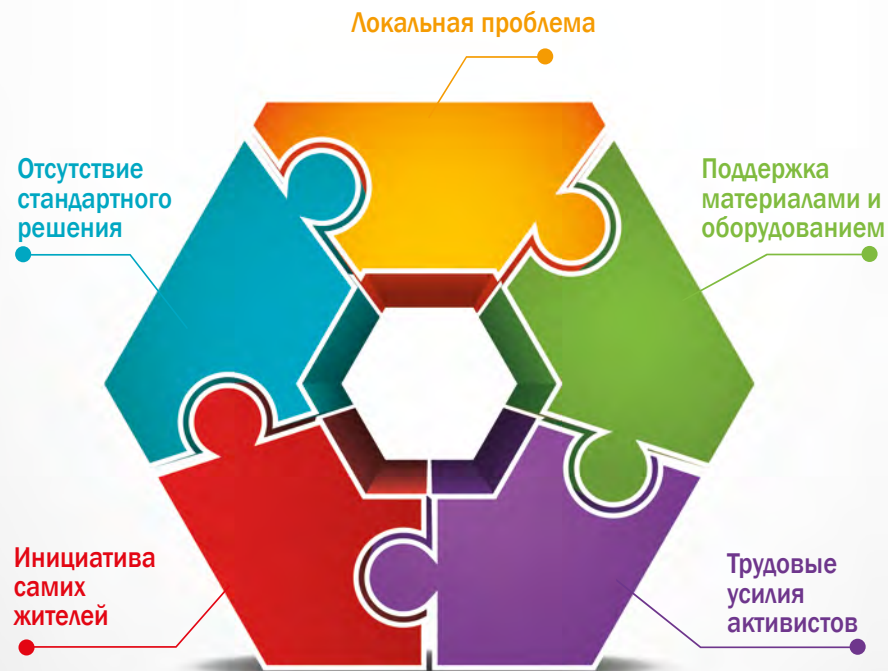 Локальная проблема
Отсутствие
стандартного
решения
Поддержка
материалами и
оборудованием
Инициатива
самих
жителей
Трудовые
усилия
активистов